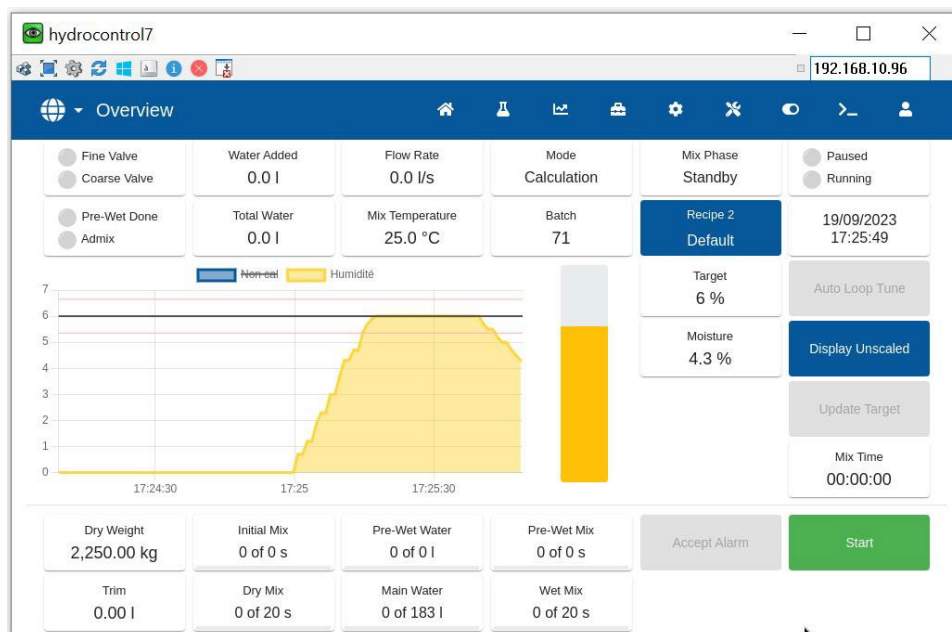 hydrocontrol7
192.168.10.96
Overview
Fine Valve
Coarse Valve
Water Added
0.0 l
Flow Rate
0.0 l/s
Mode
Calculation
Mix Phase
Standby
Paused
Running
Pre-Wet Done
Admix
Total Water
0.0 l
Mix Temperature
25.0 °C
Batch
71
Recipe 2
Default
19/09/2023
17:25:49
Non cal
Humidité
7
6
5
4
3
2
1
0
17:24:30
17:25
17:25:30
Target
6 %
Auto Loop Tune
Moisture
4.3 %
Display Unscaled
Update Target
Mix Time
00:00:00
Dry Weight
2,250.00 kg
Initial Mix
0 of 0 s
Pre-Wet Water
0 of 0 l
Pre-Wet Mix
0 of 0 s
Accept Alarm
Start
Trim
0.00 l
Dry Mix
0 of 20 s
Main Water
0 of 183 l
Wet Mix
0 of 20 s